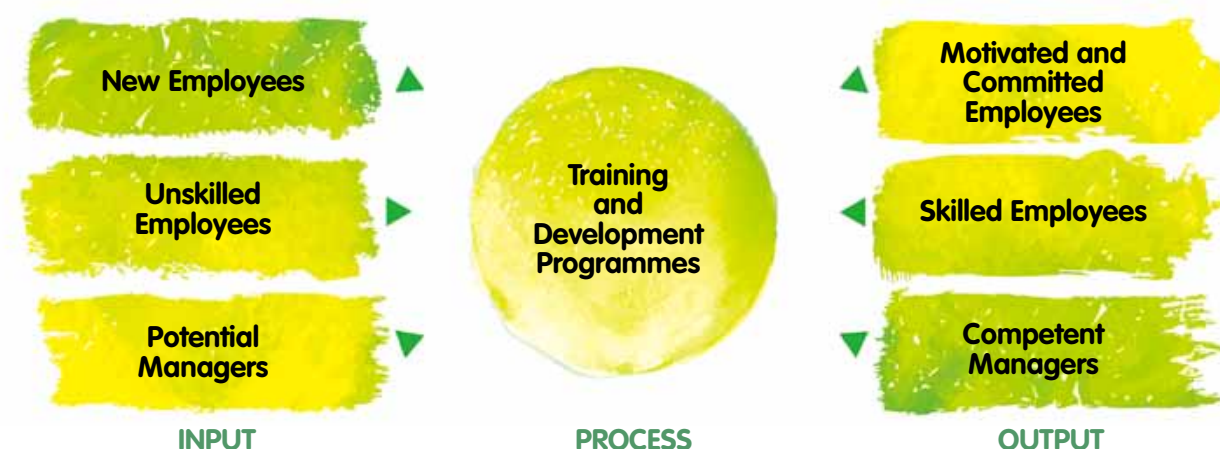 New Employees
Unskilled
Employees
Potential
Managers
INPUT
Training
and
Development
Programmes
PROCESS
Motivated and
Committed
Employees
Skilled Employees
Competent
Managers
OUTPUT